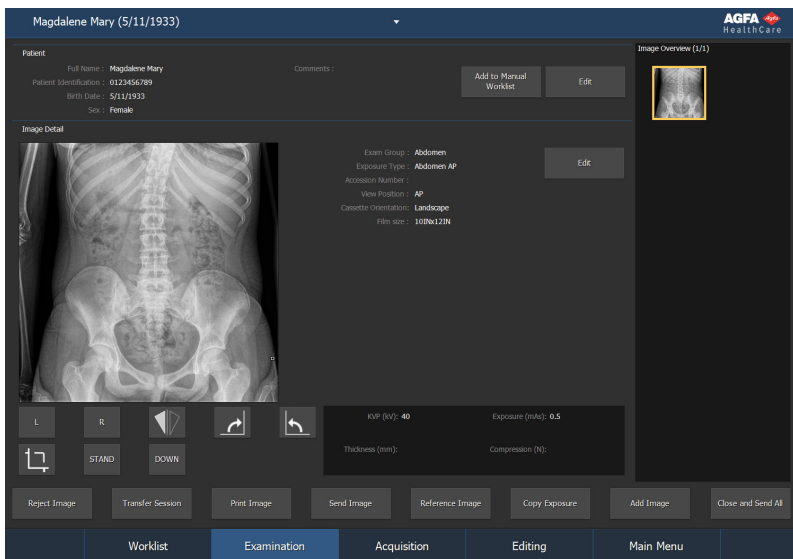 Magdalene Mary (5/11/1933)
AGFA
HealthCare
Patient
Full Name : Magdalene Mary
Patient Identification : 0123456789
Birth Date : 5/11/1933
Sex : Female
Comments :
Add to Manual
Worklist
Edit
Image Overview (1/1)
Image Detail
Exam Group : Abdomen
Exposure Type : Abdomen AP
Accession Number :
View Position : AP
Cassette Orientation: Landscape
Film size : 10INx12IN
Edit
L
R
STAND
DOWN
KVP (kV): 40
Exposure (mAs): 0.5
Thickness (mm):
Compression (N):
Reject Image
Transfer Session
Print Image
Send Image
Reference Image
Copy Exposure
Add Image
Close and Send All
Worklist
Examination
Acquisition
Editing
Main Menu